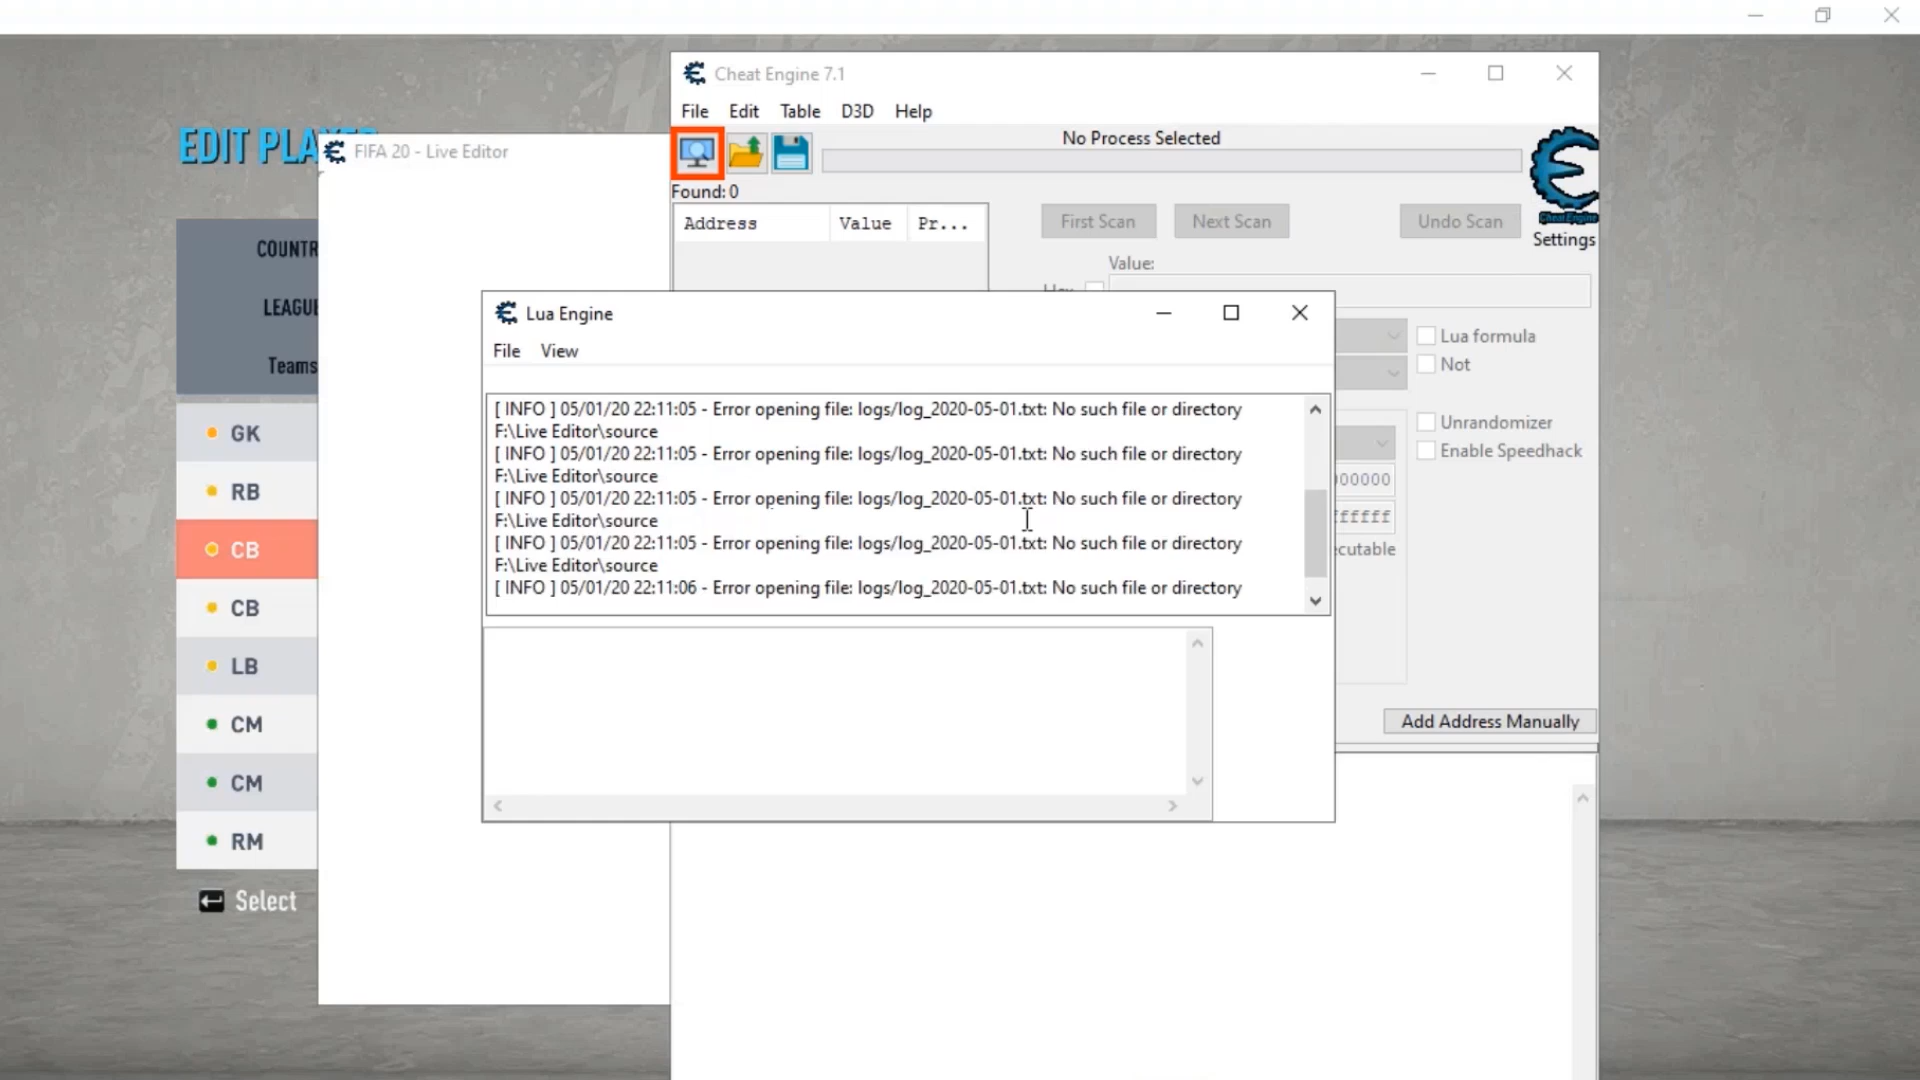 Cheat Engine 7.1
File Edit Table D3D Help
No Process Selected
EDIT PLA
FIFA 20 - Live Editor
Found: 0
Address Value Pr...
First Scan Next Scan Undo Scan
Cheat Engine
Settings
Value:
COUNTR
LEAGUE
Teams
Lua Engine
File View
[ INFO ] 05/01/20 22:11:05 - Error opening file: logs/log_2020-05-01.txt: No such file or directory
F:\Live Editor\source
[ INFO ] 05/01/20 22:11:05 - Error opening file: logs/log_2020-05-01.txt: No such file or directory
F:\Live Editor\source
[ INFO ] 05/01/20 22:11:05 - Error opening file: logs/log_2020-05-01.txt: No such file or directory
F:\Live Editor\source
[ INFO ] 05/01/20 22:11:05 - Error opening file: logs/log_2020-05-01.txt: No such file or directory
F:\Live Editor\source
[ INFO ] 05/01/20 22:11:06 - Error opening file: logs/log_2020-05-01.txt: No such file or directory
Lua formula
Not
Unrandomizer
Enable Speedhack
00000
ffffff
cutable
Add Address Manually
GK
RB
CB
CB
LB
CM
CM
RM
Select